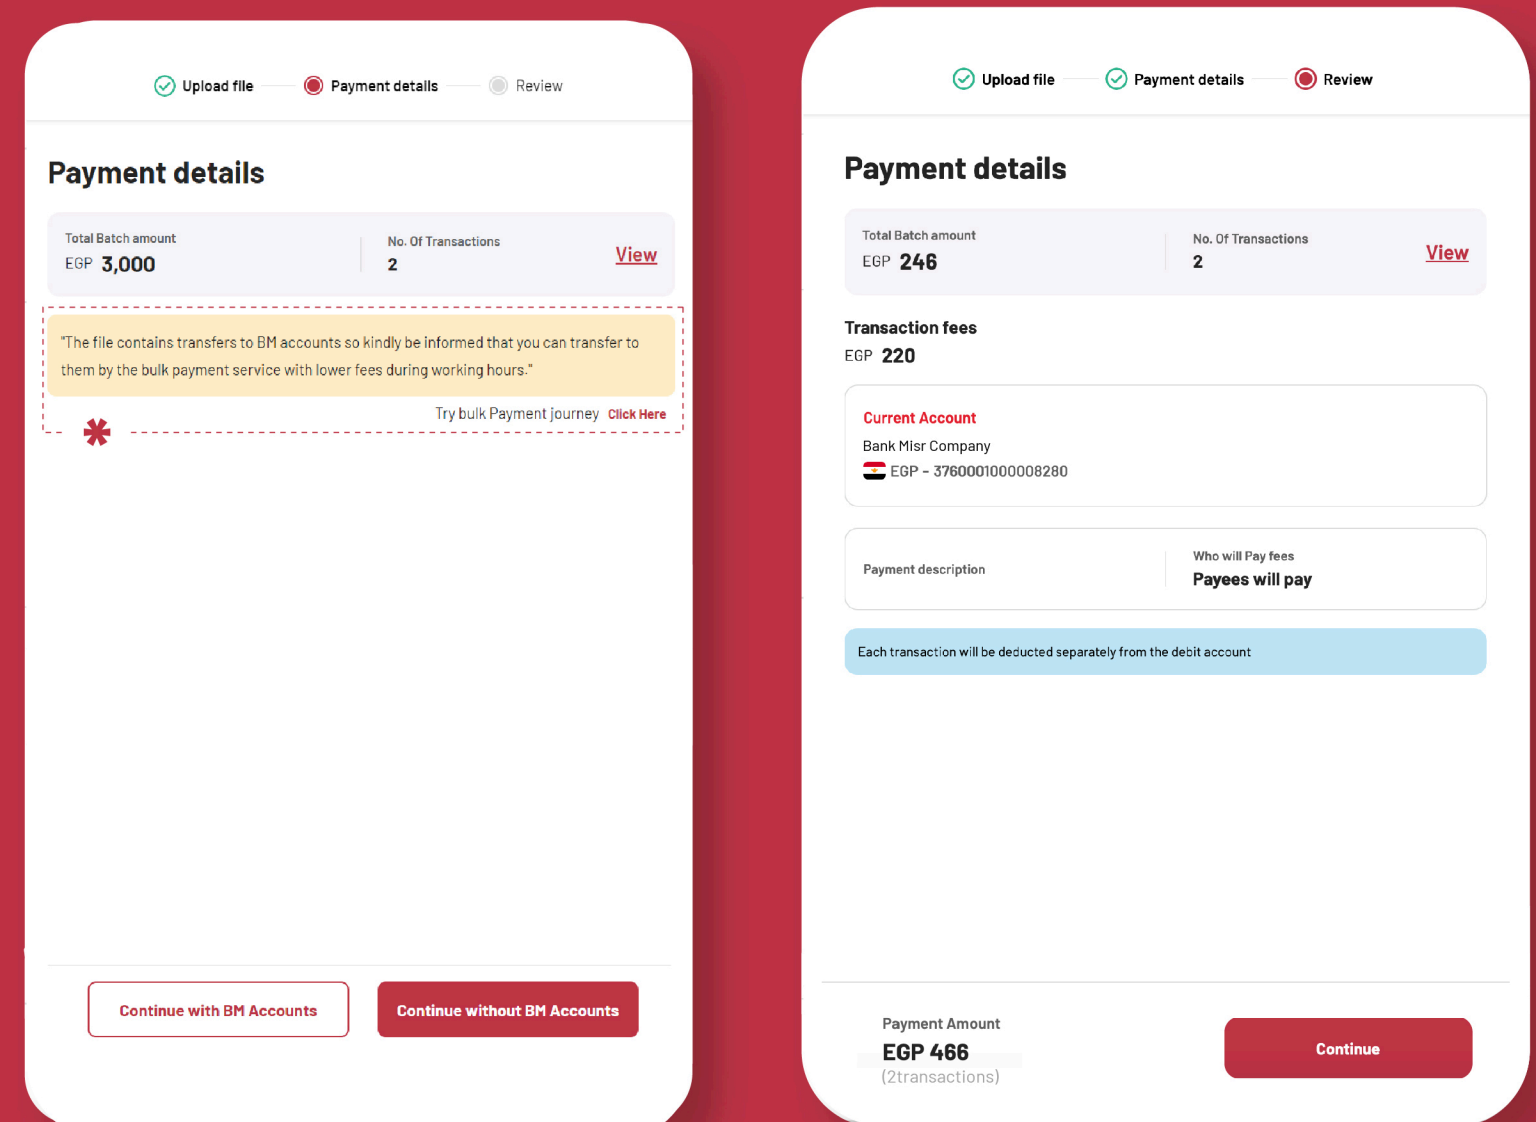 Upload file
Payment details
Review
Payment details
Total Batch amount
EGP 3,000
No. Of Transactions
2
View
"The file contains transfers to BM accounts so kindly be informed that you can transfer to
them by the bulk payment service with lower fees during working hours."
Try bulk Payment journey Click Here
*
Continue with BM Accounts
Continue without BM Accounts
Upload file
Payment details
Review
Payment details
Total Batch amount
EGP 246
No. Of Transactions
2
View
Transaction fees
EGP 220
Current Account
Bank Misr Company
EGP - 3760001000008280
Payment description
Who will Pay fees
Payees will pay
Each transaction will be deducted separately from the debit account
Payment Amount
EGP 466
(2transactions)
Continue